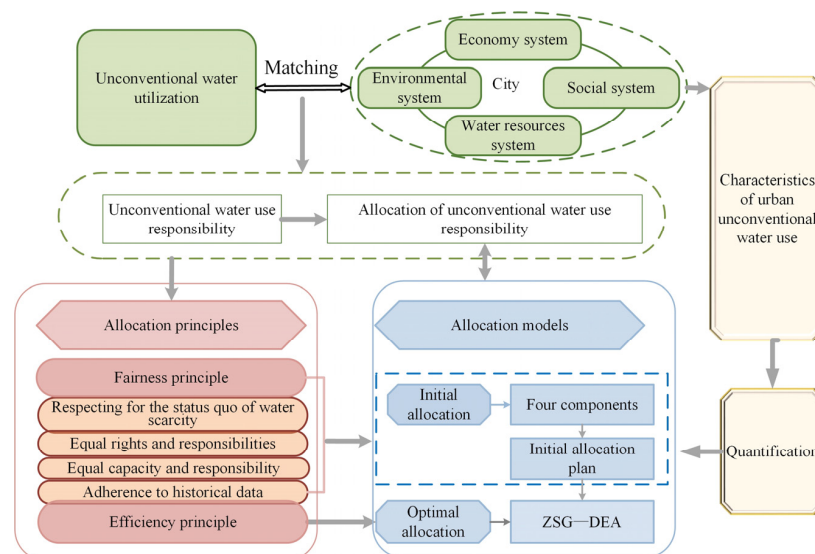 Unconventional water
utilization
Matching
Economy system
Environmental
system
City
Social system
Water resources
system
Characteristics
of urban
unconventional
water use
Unconventional water use
responsibility
Allocation of unconventional water use
responsibility
Allocation principles
Allocation models
Fairness principle
Respecting for the status quo of water
scarcity
Equal rights and responsibilities
Equal capacity and responsibility
Adherence to historical data
Efficiency principle
Initial
allocation
Four components
Initial allocation
plan
Optimal
allocation
ZSG—DEA
Quantification